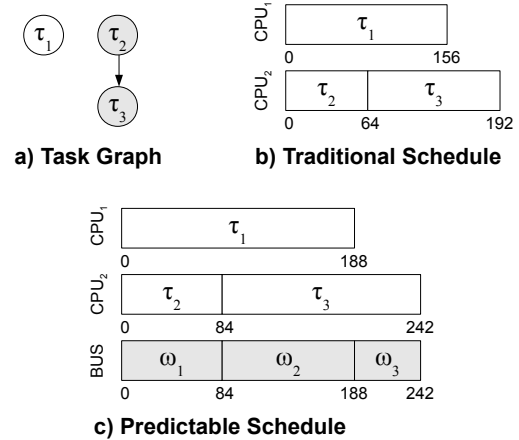 τ1 τ2
τ3
a) Task Graph
CPU1 τ1
0 156
CPU2 τ2 τ3
0 64 192
b) Traditional Schedule
CPU1 τ1
0 188
CPU2 τ2 τ3
0 84 242
BUS ω1 ω2 ω3
0 84 188 242
c) Predictable Schedule